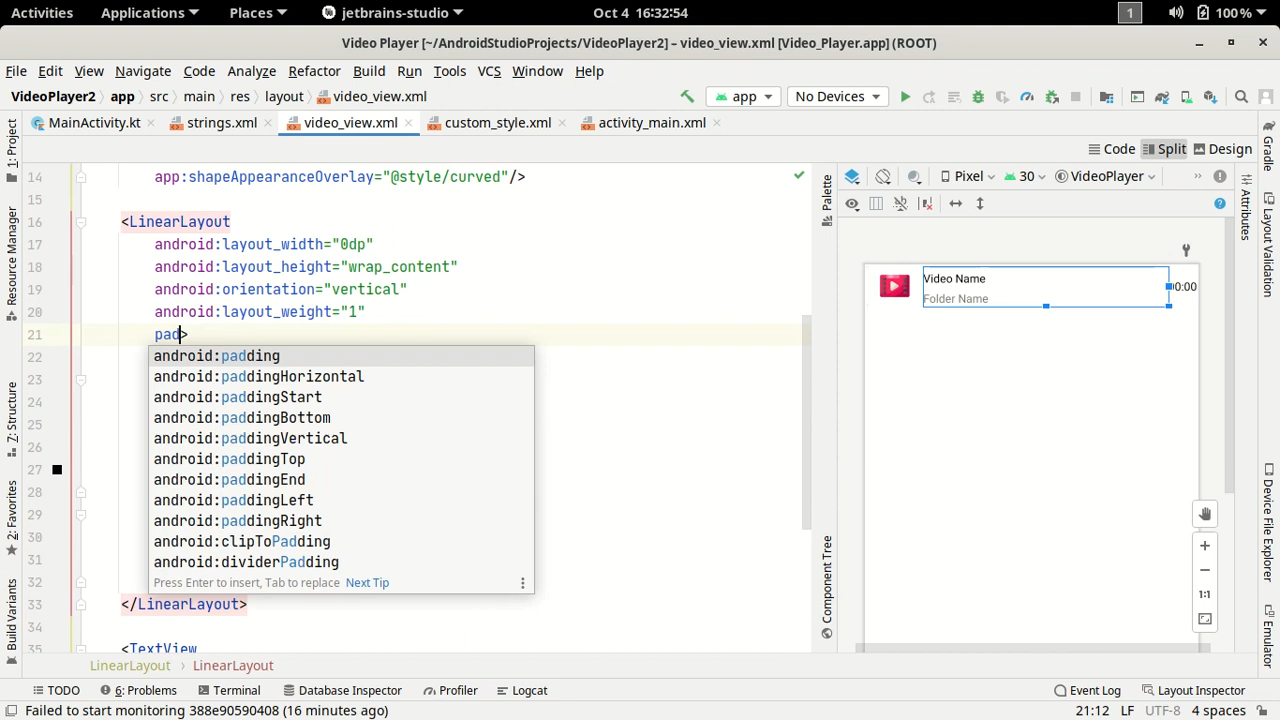 Activities Applications Places jetbrains-studio Oct 4 16:32:54 1 100%
Video Player [~/AndroidStudioProjects/VideoPlayer2] – video_view.xml [Video_Player.app] (ROOT)
File Edit View Navigate Code Analyze Refactor Build Run Tools VCS Window Help
VideoPlayer2 app src main res layout video_view.xml app No Devices
MainActivity.kt strings.xml video_view.xml custom_style.xml activity_main.xml
Code Split Design
Pixel 30 VideoPlayer
14 app:shapeAppearanceOverlay="@style/curved"/>
15
16 <LinearLayout
17 android:layout_width="0dp"
18 android:layout_height="wrap_content"
19 android:orientation="vertical"
20 android:layout_weight="1"
21 pad>
22
23
24
25
26
27
28
29
30
31
32
33 </LinearLayout>
34
35 <TextView
android:padding
android:paddingHorizontal
android:paddingStart
android:paddingBottom
android:paddingVertical
android:paddingTop
android:paddingEnd
android:paddingLeft
android:paddingRight
android:clipToPadding
android:dividerPadding
Press Enter to insert, Tab to replace Next Tip
Video Name
Folder Name
00:00
1:1
LinearLayout › LinearLayout
1: Project
Resource Manager
7: Structure
2: Favorites
Build Variants
Palette
Component Tree
Attributes
Gradle
Layout Validation
Device File Explorer
Emulator
TODO 6: Problems Terminal Database Inspector Profiler Logcat Event Log Layout Inspector
Failed to start monitoring 388e90590408 (16 minutes ago) 21:12 LF UTF-8 4 spaces